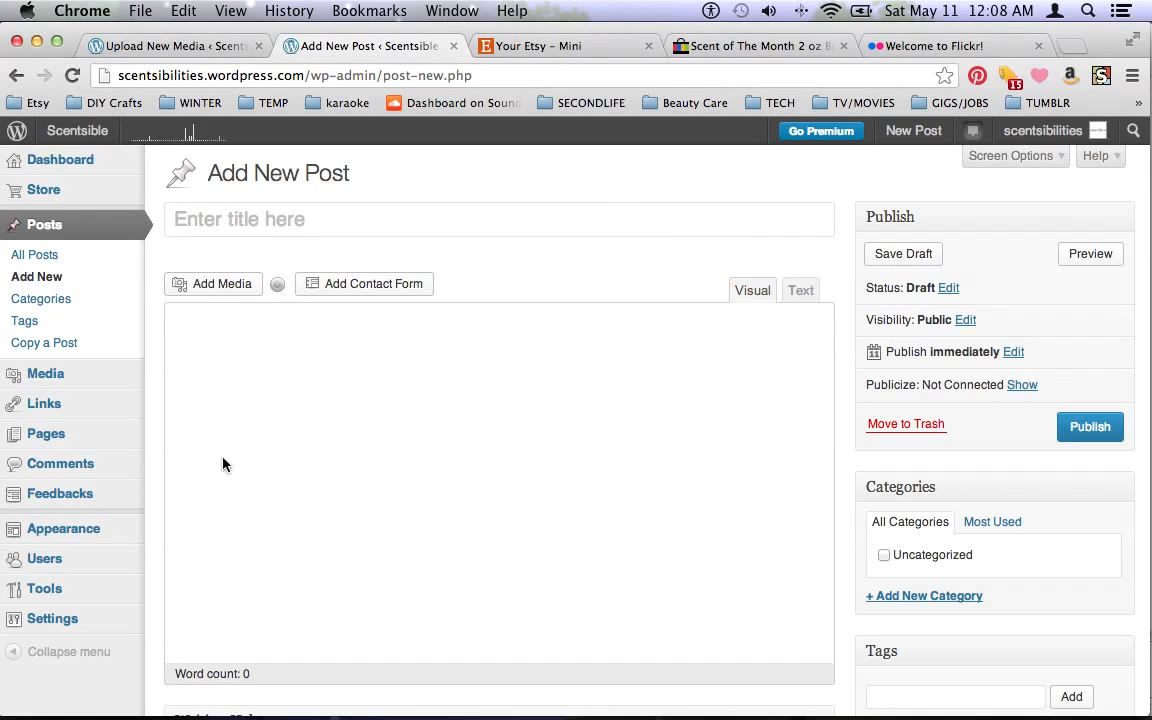 Chrome File Edit View History Bookmarks Window Help Sat May 11 12:08 AM
Upload New Media ‹ Scents
Add New Post ‹ Scentsible
Your Etsy - Mini
Scent of The Month 2 oz B
Welcome to Flickr!
scentsibilities.wordpress.com/wp-admin/post-new.php
15
Etsy DIY Crafts WINTER TEMP karaoke Dashboard on Sound SECONDLIFE Beauty Care TECH TV/MOVIES GIGS/JOBS TUMBLR »
Scentsible Go Premium New Post scentsibilities
Screen Options Help
Dashboard
Store
Posts
All Posts
Add New
Categories
Tags
Copy a Post
Media
Links
Pages
Comments
Feedbacks
Appearance
Users
Tools
Settings
Collapse menu
Add New Post
Enter title here
Add Media Add Contact Form
Visual Text
Word count: 0
Publish
Save Draft Preview
Status: Draft Edit
Visibility: Public Edit
11 Publish immediately Edit
Publicize: Not Connected Show
Move to Trash Publish
Categories
All Categories Most Used
Uncategorized
+ Add New Category
Tags
Add